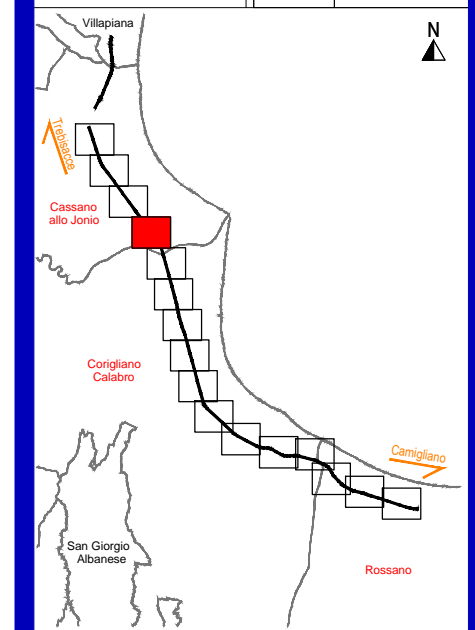 Villapiana
N
Trebisacce
Cassano
allo Jonio
Corigliano
Calabro
Camigliano
San Giorgio
Albanese
Rossano